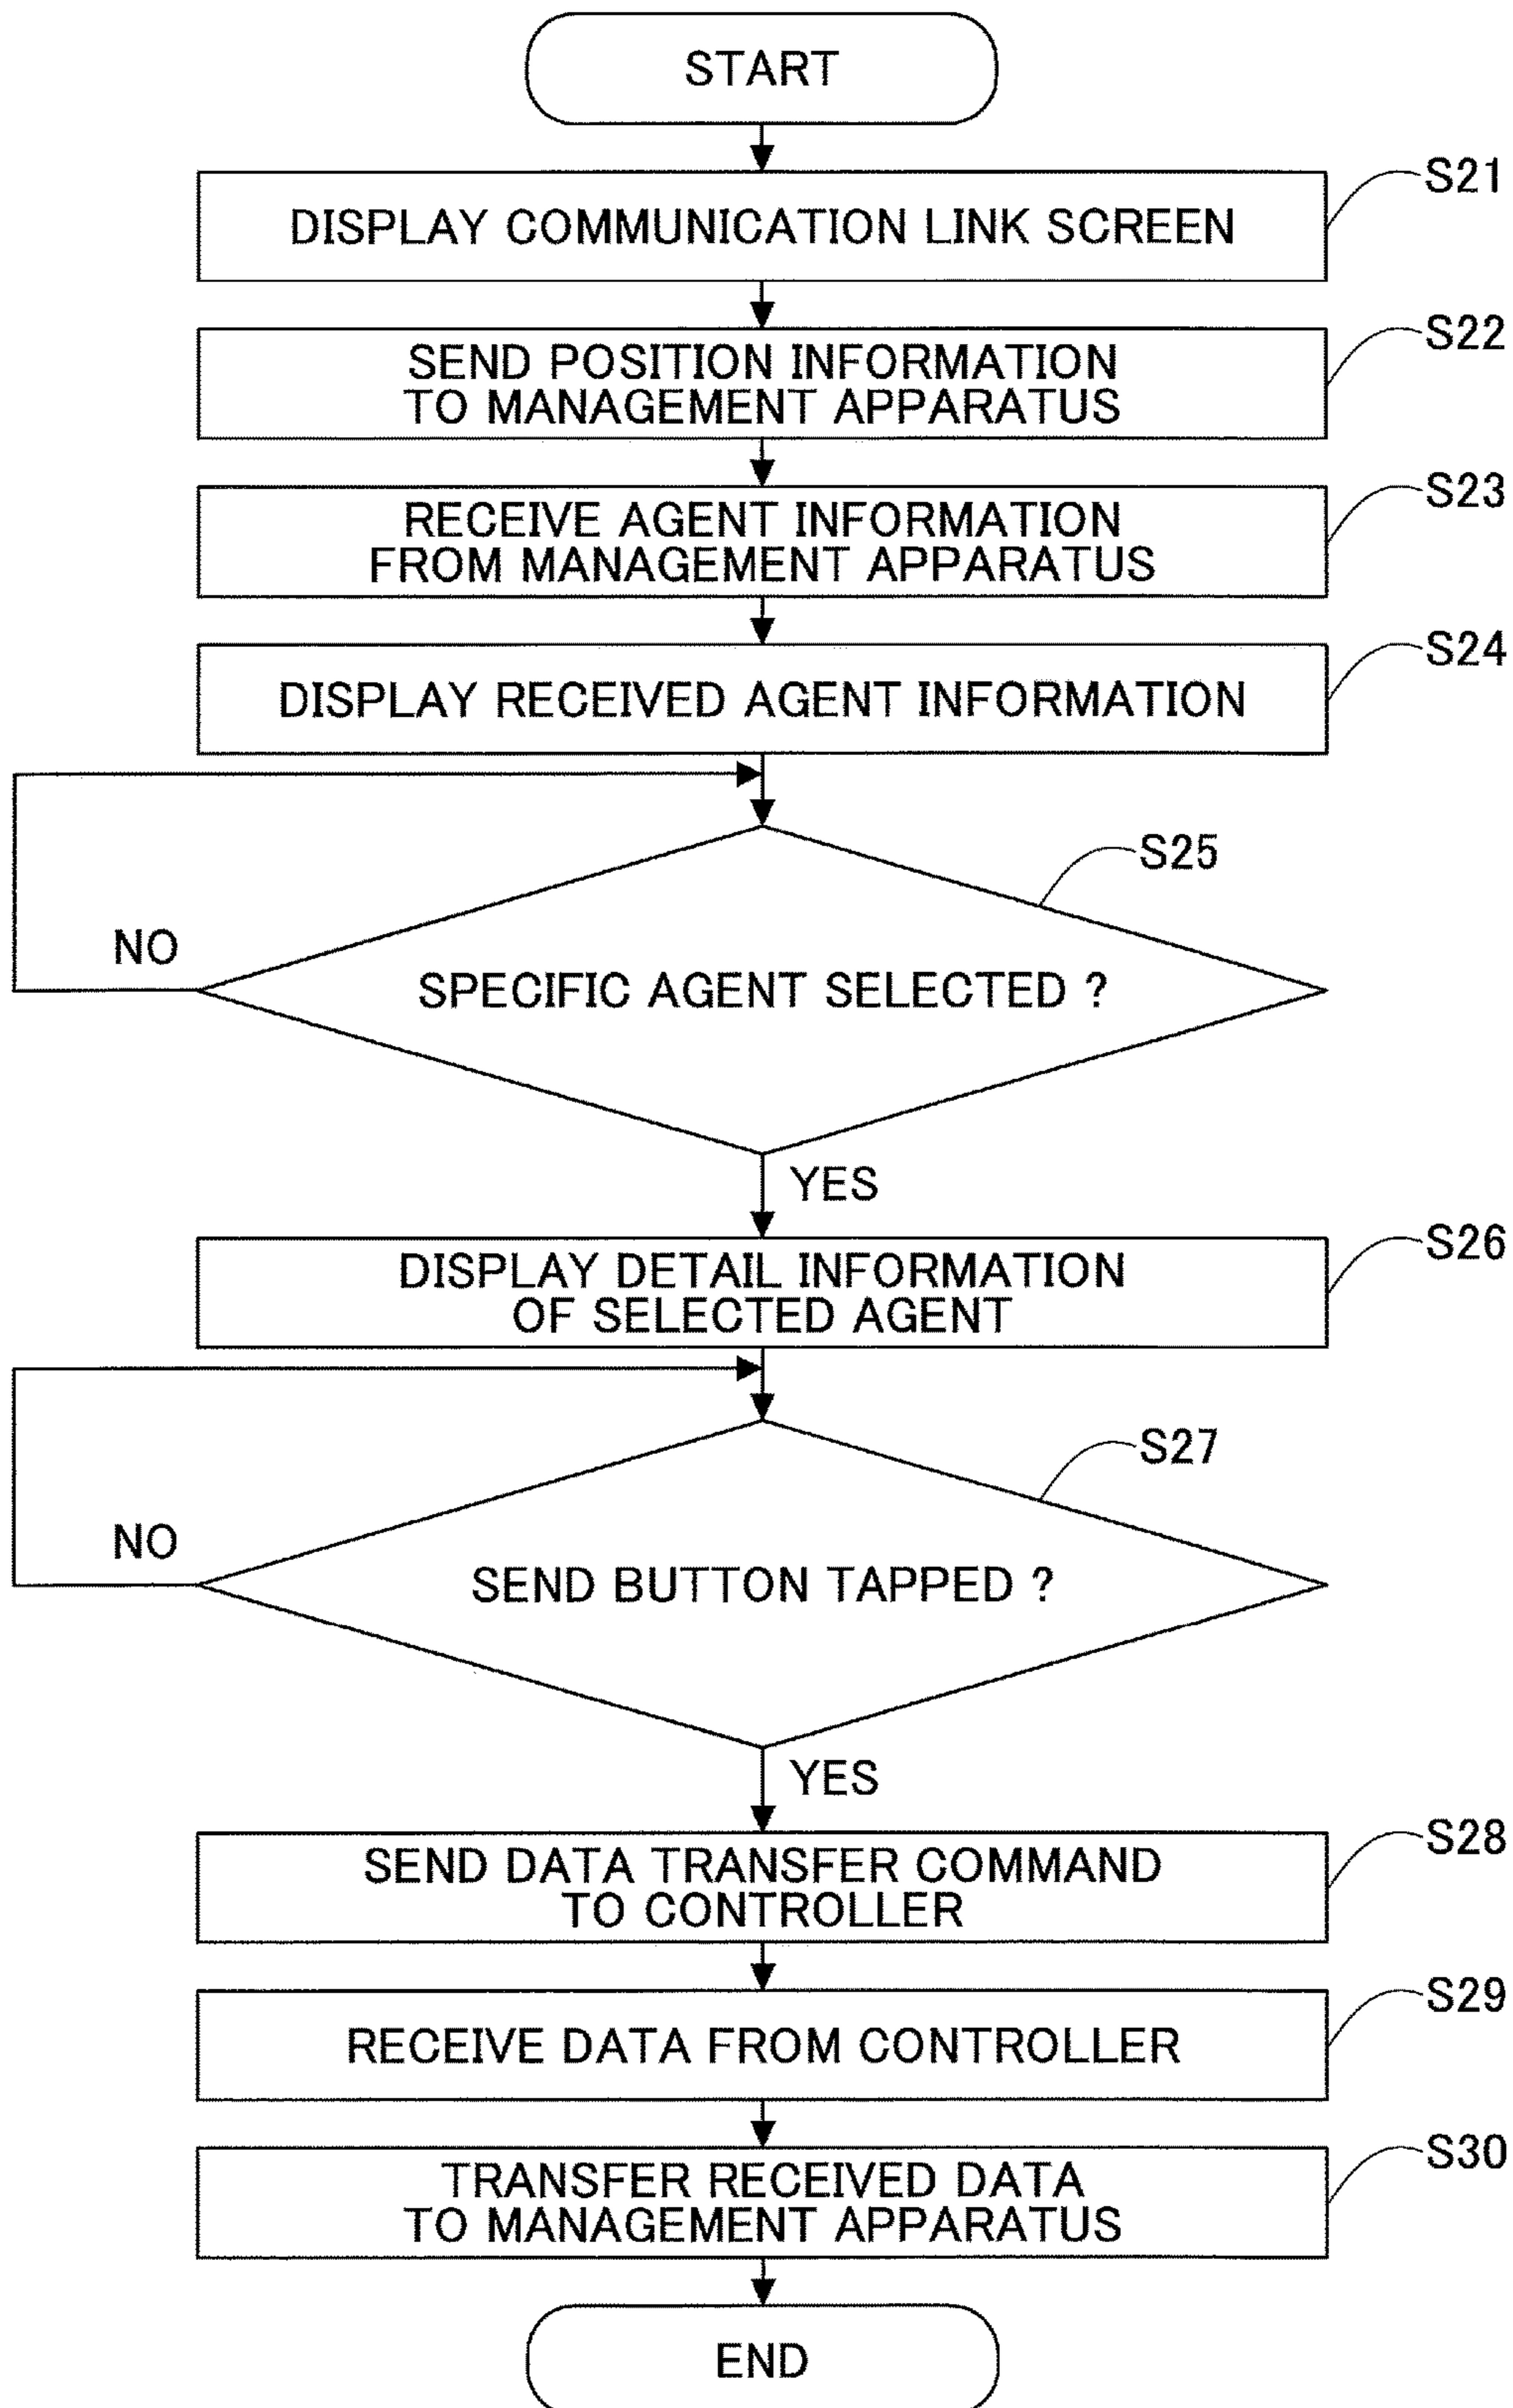 START
S21
DISPLAY COMMUNICATION LINK SCREEN
S22
SEND POSITION INFORMATION
TO MANAGEMENT APPARATUS
S23
RECEIVE AGENT INFORMATION
FROM MANAGEMENT APPARATUS
S24
DISPLAY RECEIVED AGENT INFORMATION
S25
NO
SPECIFIC AGENT SELECTED ?
YES
S26
DISPLAY DETAIL INFORMATION
OF SELECTED AGENT
S27
NO
SEND BUTTON TAPPED ?
YES
S28
SEND DATA TRANSFER COMMAND
TO CONTROLLER
S29
RECEIVE DATA FROM CONTROLLER
S30
TRANSFER RECEIVED DATA
TO MANAGEMENT APPARATUS
END